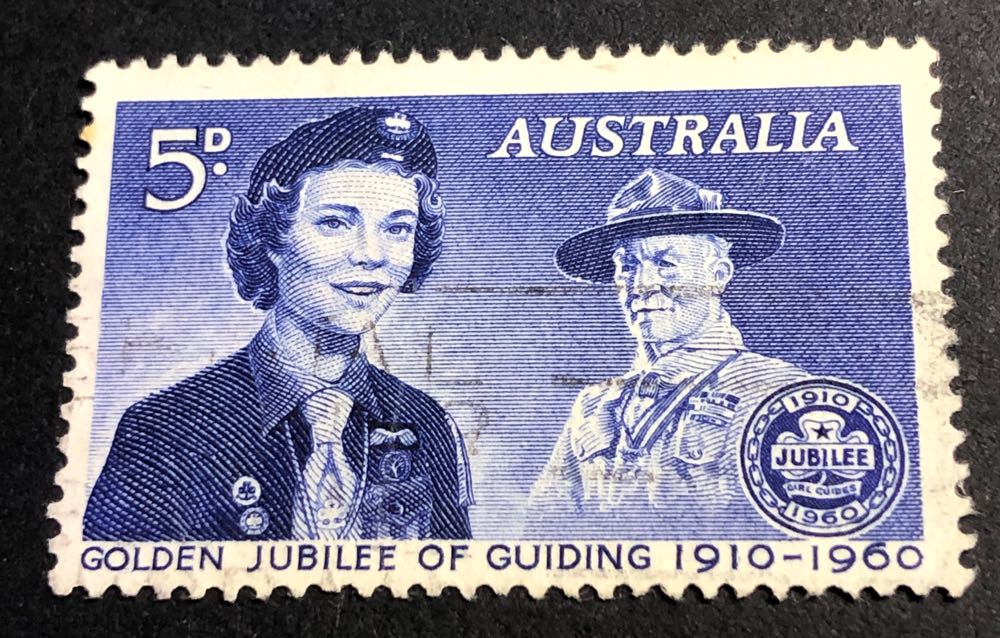 5D.
AUSTRALIA
1910
JUBILEE
GIRL GUIDES
1960
GOLDEN JUBILEE OF GUIDING 1910-1960